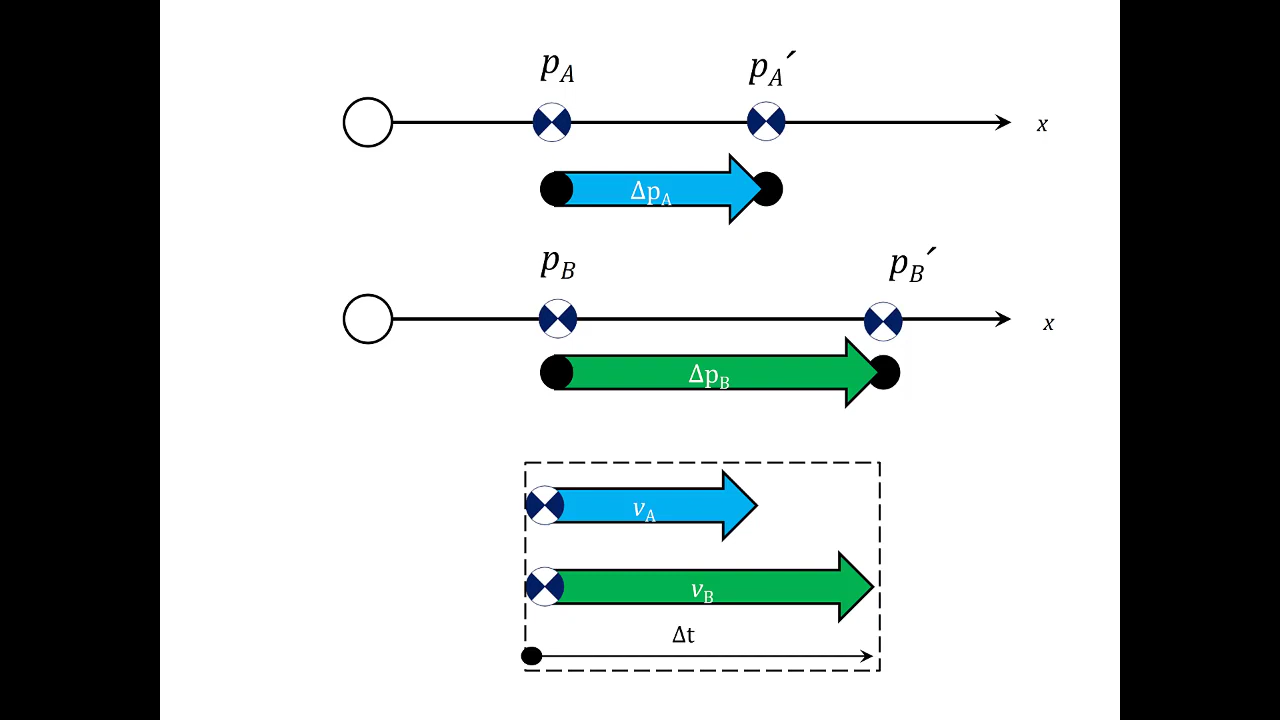 p_A p_A´
x
Δp_A
p_B p_B´
x
Δp_B
v_A
v_B
Δt